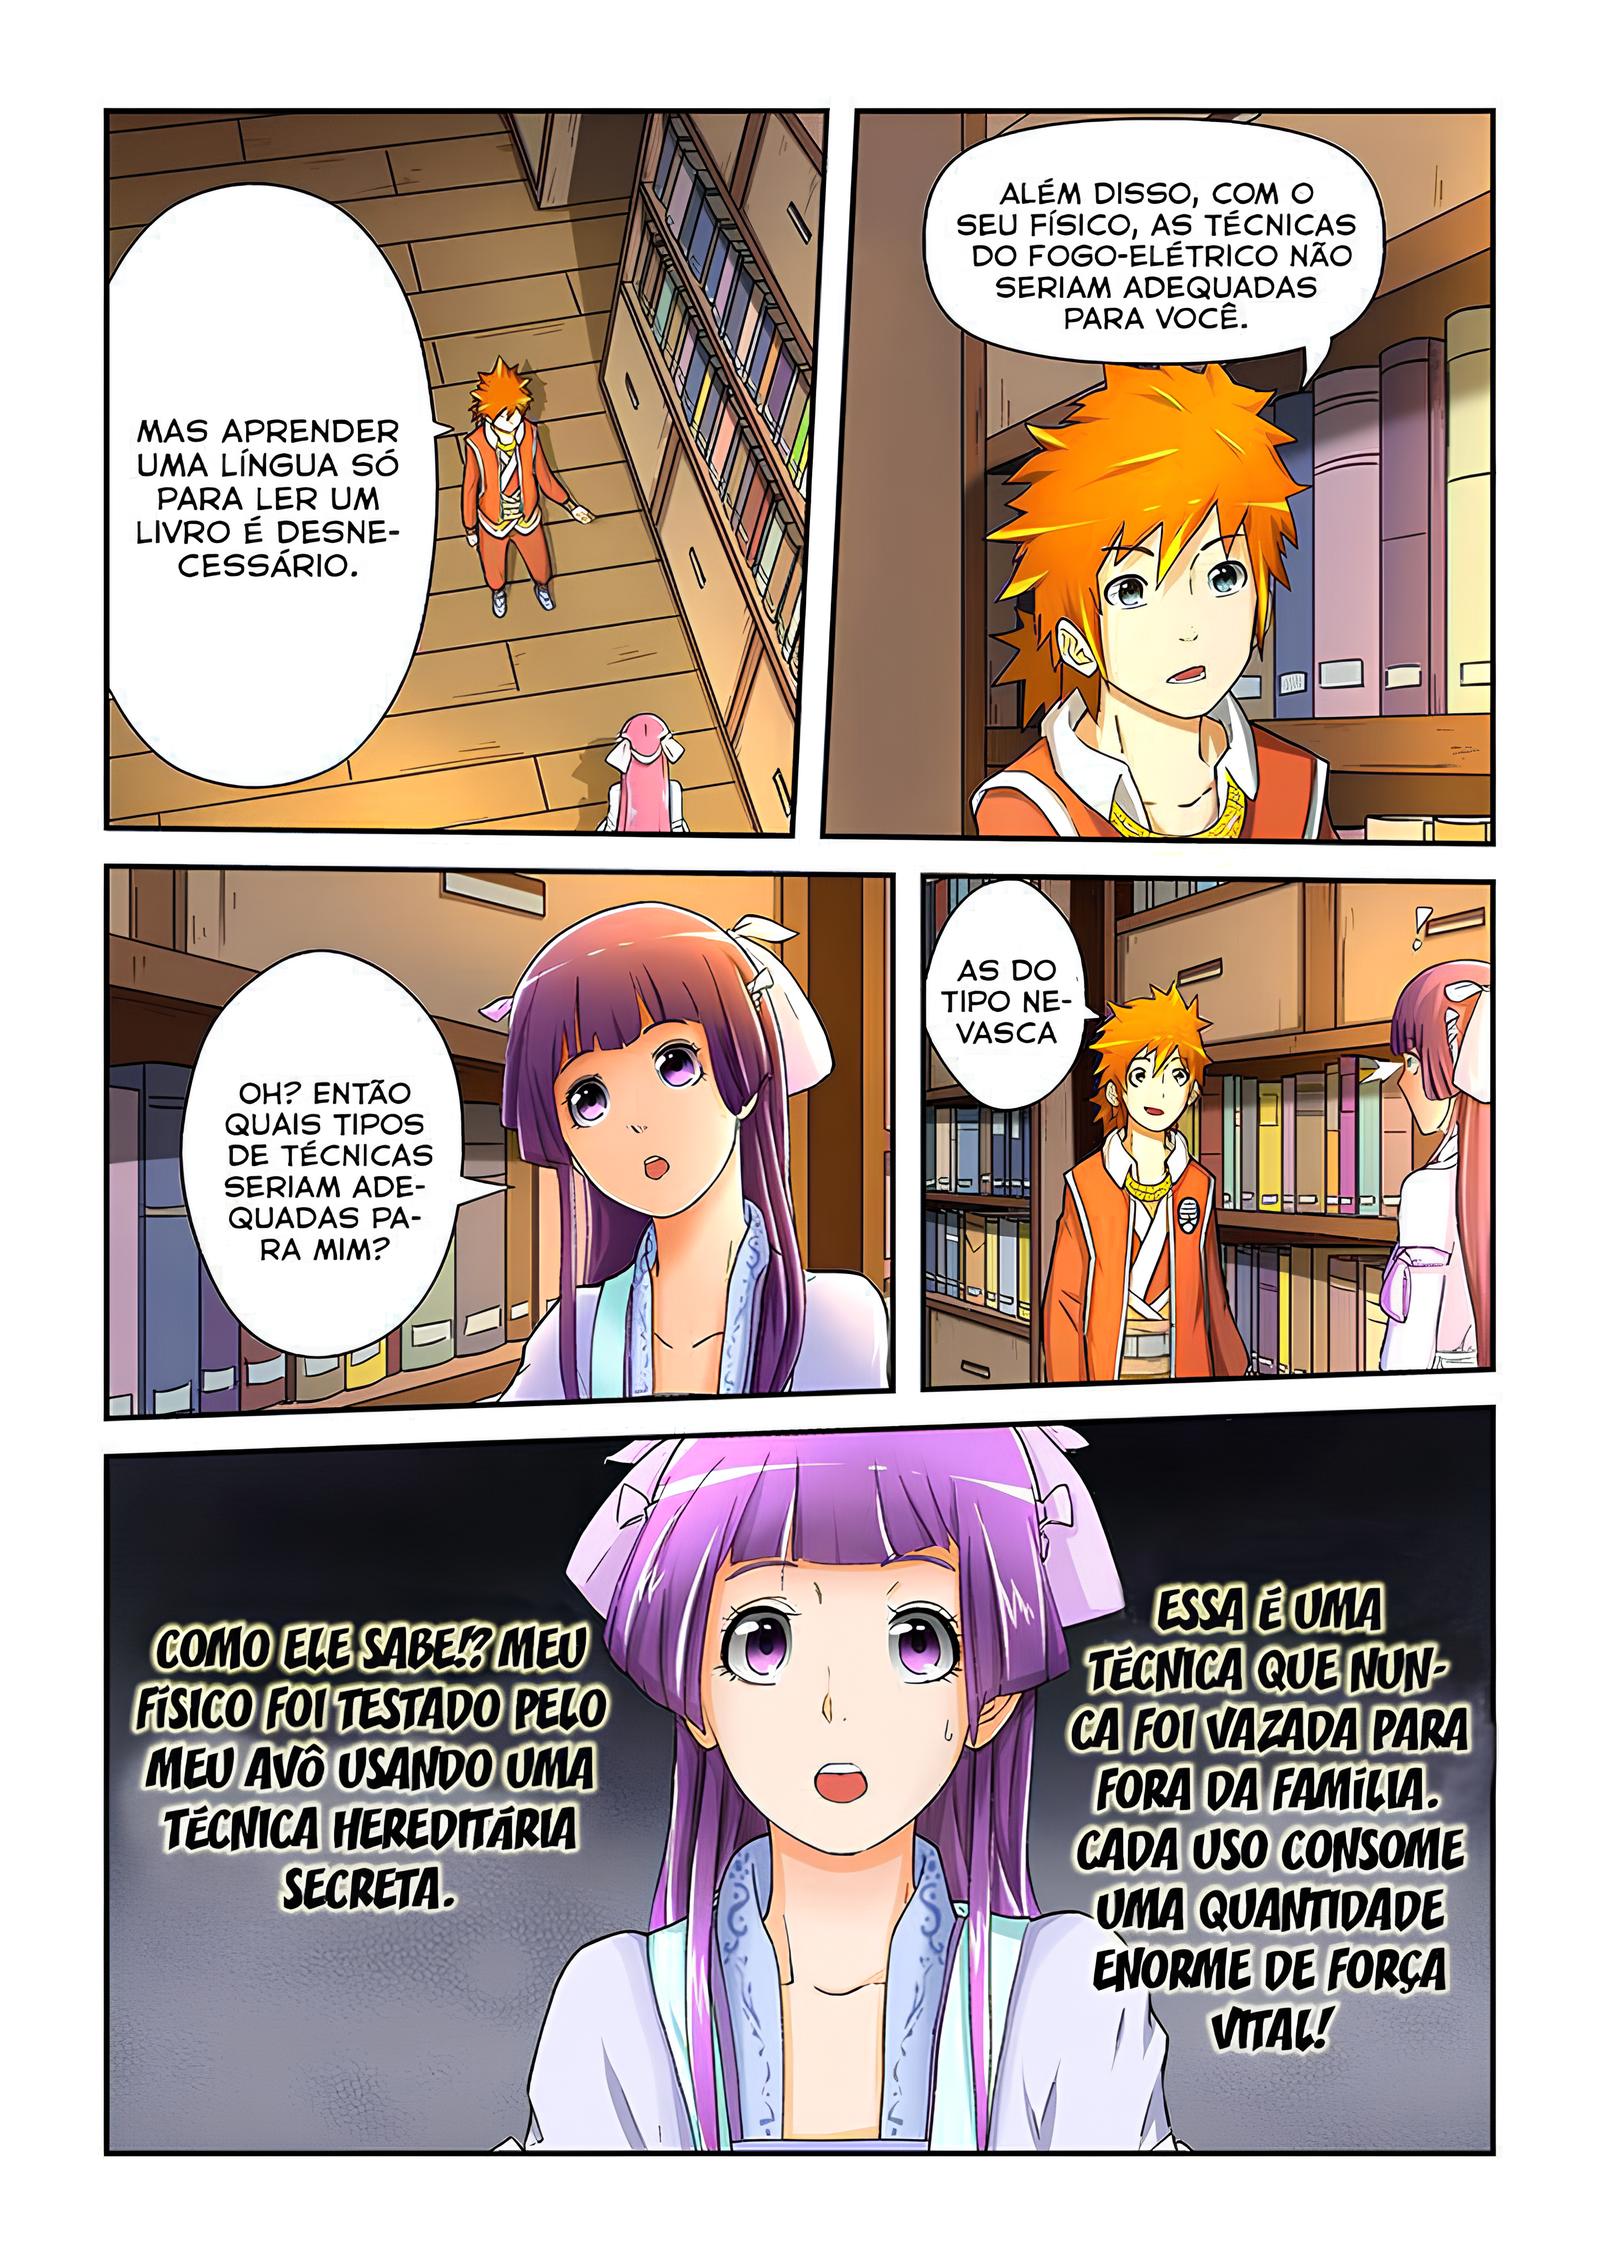 MAS APRENDER
UMA LÍNGUA SÓ
PARA LER UM
LIVRO É DESNE-
CESSÁRIO.
ALÉM DISSO, COM O
SEU FÍSICO, AS TÉCNICAS
DO FOGO-ELÉTRICO NÃO
SERIAM ADEQUADAS
PARA VOCÊ.
OH? ENTÃO
QUAIS TIPOS
DE TÉCNICAS
SERIAM ADE-
QUADAS PA-
RA MIM?
AS DO
TIPO NE-
VASCA
!
COMO ELE SABE!? MEU
FÍSICO FOI TESTADO PELO
MEU AVÔ USANDO UMA
TÉCNICA HEREDITÁRIA
SECRETA.
ESSA É UMA
TÉCNICA QUE NUN-
CA FOI VAZADA PARA
FORA DA FAMÍLIA.
CADA USO CONSOME
UMA QUANTIDADE
ENORME DE FORÇA
VITAL!